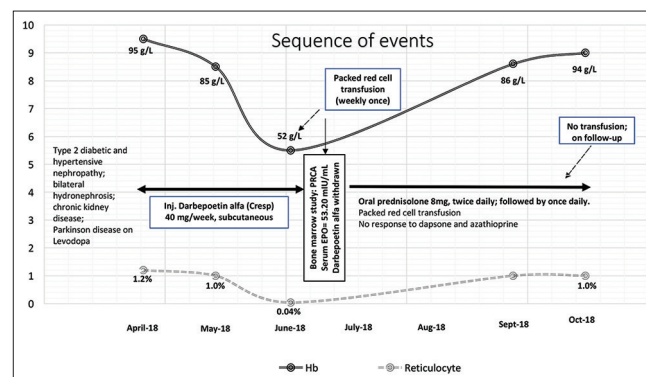 Sequence of events
10
9
8
7
6
5
4
3
2
1
0
95 g/L
85 g/L
52 g/L
86 g/L
94 g/L
Packed red cell
transfusion
(weekly once)
No transfusion;
on follow-up
Type 2 diabetic and
hypertensive
nephropathy;
bilateral
hydronephrosis;
chronic kidney
disease;
Parkinson disease on
Levodopa
Inj. Darbepoetin alfa (Cresp)
40 mg/week, subcutaneous
Bone marrow study: PRCA
Serum EPO= 53.20 mIU/mL
Darbepoetin alfa withdrawn
Oral prednisolone 8mg, twice daily; followed by once daily.
Packed red cell transfusion
No response to dapsone and azathioprine
1.2%
1.0%
0.04%
1.0%
April-18
May-18
June-18
July-18
Aug-18
Sept-18
Oct-18
Hb
Reticulocyte